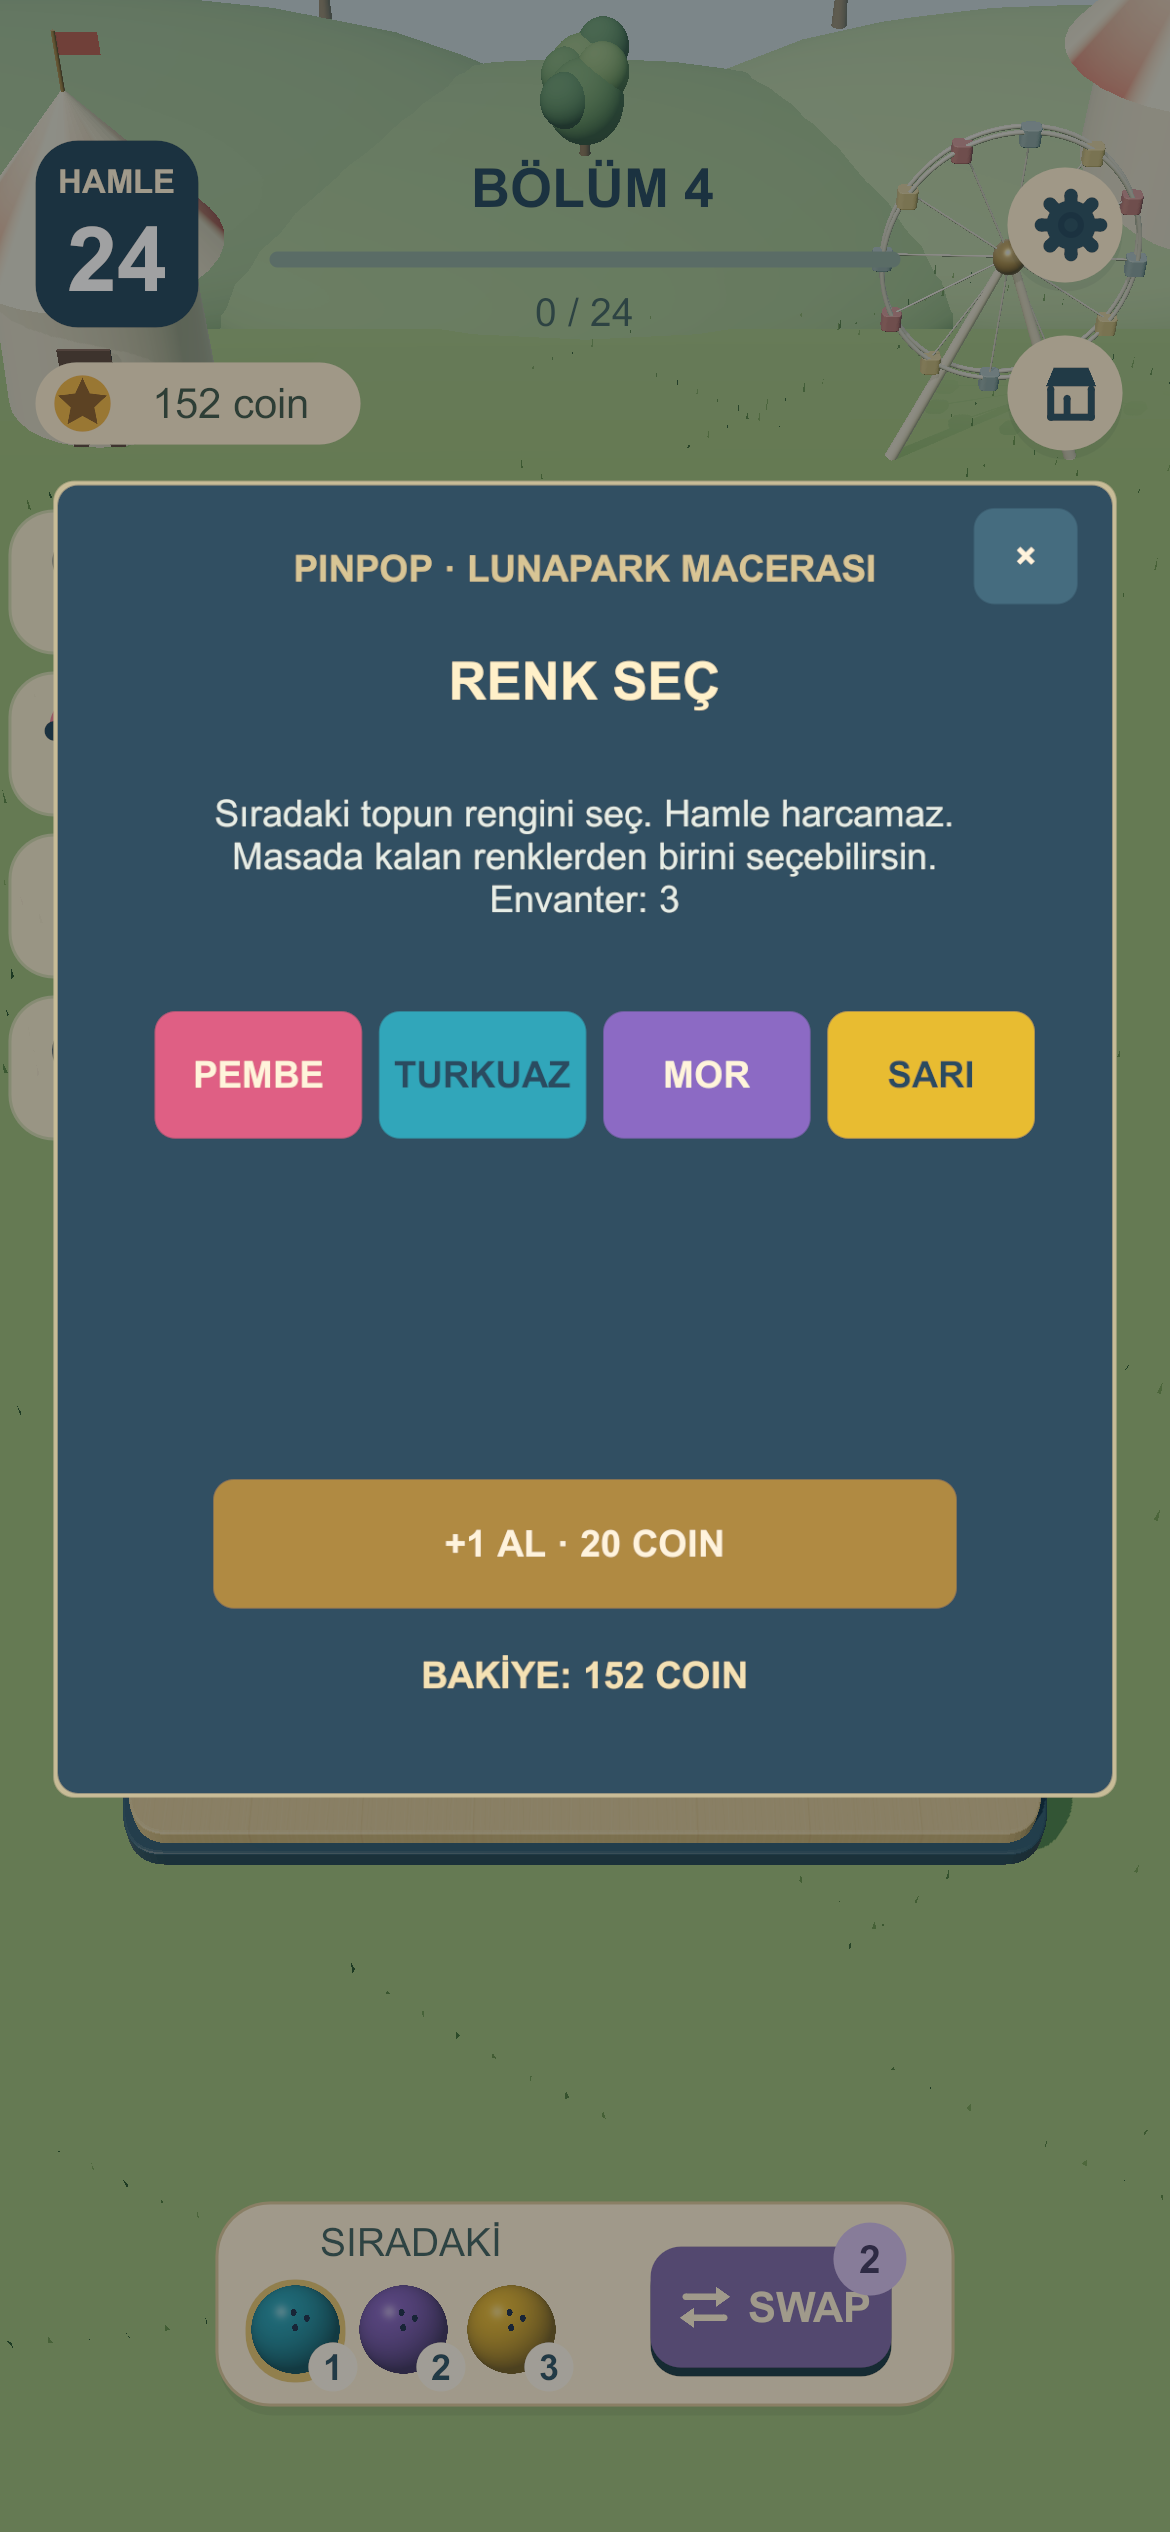 HAMLE
24
BÖLÜM 4
0 / 24
152 coin
PINPOP · LUNAPARK MACERASI
×
RENK SEÇ
Sıradaki topun rengini seç. Hamle harcamaz.
Masada kalan renklerden birini seçebilirsin.
Envanter: 3
PEMBE
TURKUAZ
MOR
SARI
+1 AL · 20 COIN
BAKİYE: 152 COIN
SIRADAKİ
1
2
3
SWAP
2